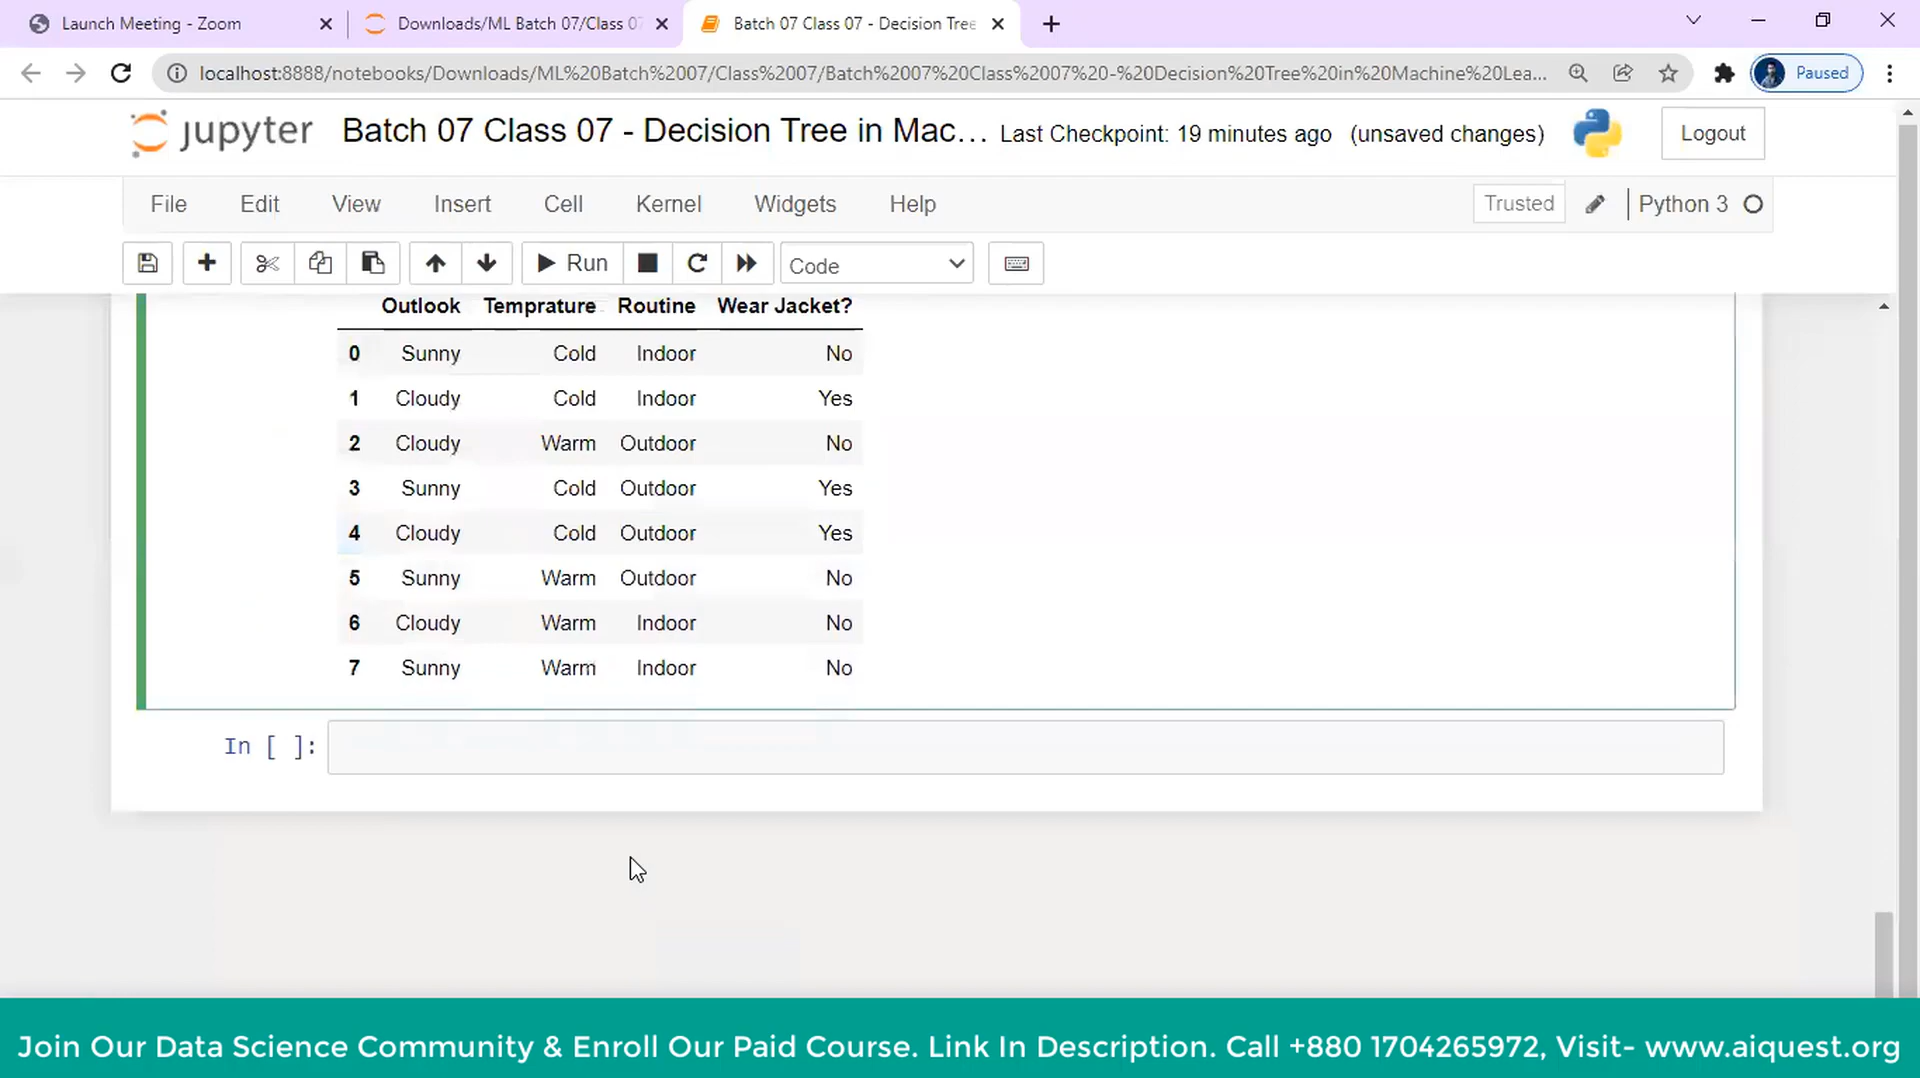 Launch Meeting - Zoom
Downloads/ML Batch 07/Class 07
Batch 07 Class 07 - Decision Tree
localhost:8888/notebooks/Downloads/ML%20Batch%2007/Class%2007/Batch%2007%20Class%2007%20-%20Decision%20Tree%20in%20Machine%20Lea...
Paused
jupyter
Batch 07 Class 07 - Decision Tree in Mac...
Last Checkpoint: 19 minutes ago
(unsaved changes)
Logout
File Edit View Insert Cell Kernel Widgets Help
Trusted
Python 3
Run
Code
Outlook Temprature Routine Wear Jacket?
0 Sunny Cold Indoor No
1 Cloudy Cold Indoor Yes
2 Cloudy Warm Outdoor No
3 Sunny Cold Outdoor Yes
4 Cloudy Cold Outdoor Yes
5 Sunny Warm Outdoor No
6 Cloudy Warm Indoor No
7 Sunny Warm Indoor No
In [ ]:
Join Our Data Science Community & Enroll Our Paid Course. Link In Description. Call +880 1704265972, Visit- www.aiquest.org